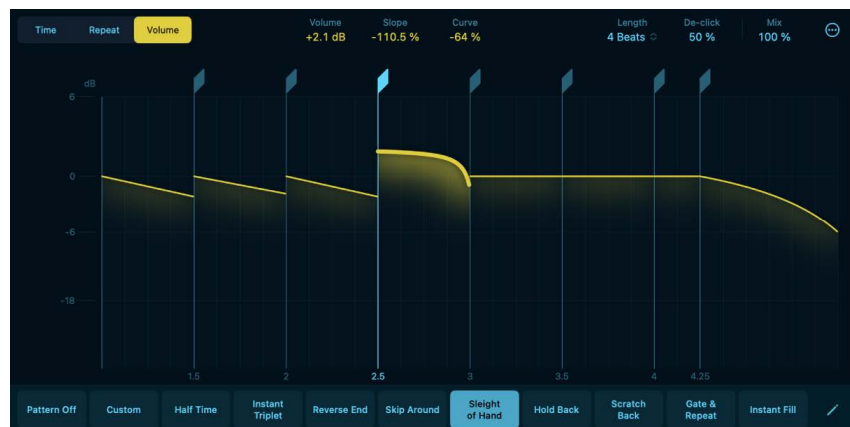 Time Repeat Volume
Volume Slope Curve Length De-click Mix
+2.1 dB -110.5 % -64 % 4 Beats 50 % 100 %
dB
6
0
-6
-18
1.5 2 2.5 3 3.5 4 4.25
Pattern Off Custom Half Time Instant Triplet Reverse End Skip Around Sleight of Hand Hold Back Scratch Back Gate & Repeat Instant Fill